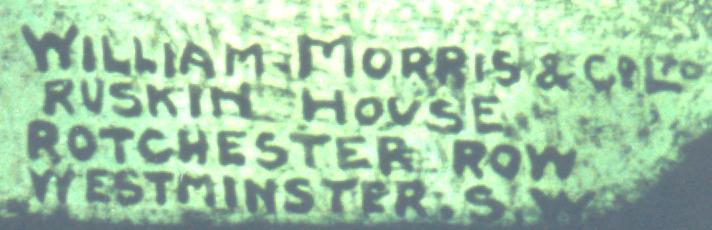 WILLIAM MORRIS & Co LTD
RUSKIN HOUSE
ROTCHESTER ROW
WESTMINSTER. S.W